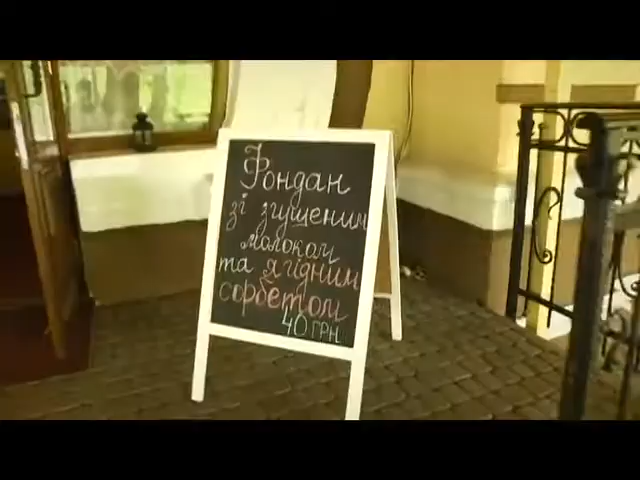 Фондан
зі згущеним
молоком
та ягідним
сорбетом
40 грн